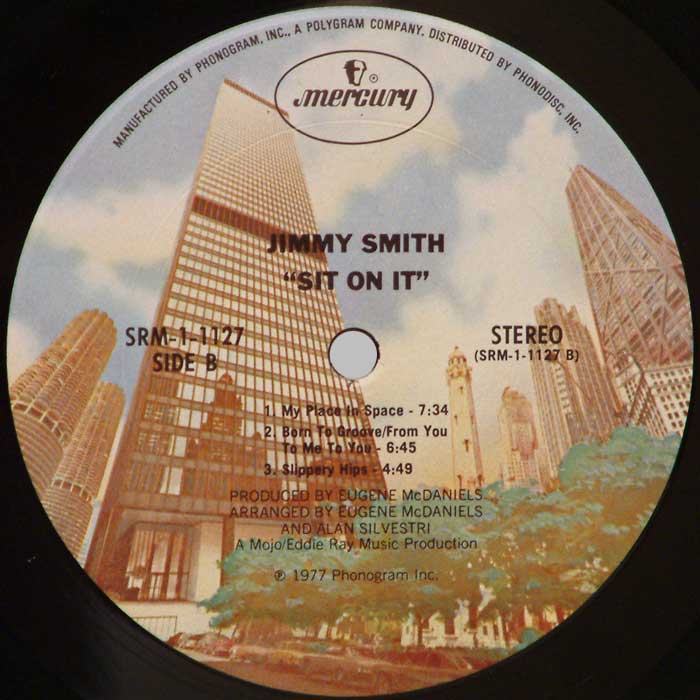 MANUFACTURED BY PHONOGRAM, INC., A POLYGRAM COMPANY. DISTRIBUTED BY PHONODISC, INC.
mercury
JIMMY SMITH
"SIT ON IT"
SRM-1-1127
SIDE B
STEREO
(SRM-1-1127 B)
1. My Place In Space - 7:34
2. Born To Groove/From You
To Me To You - 6:45
3. Slippery Hips - 4:49
PRODUCED BY EUGENE McDANIELS
ARRANGED BY EUGENE McDANIELS
AND ALAN SILVESTRI
A Mojo/Eddie Ray Music Production
℗ 1977 Phonogram Inc.